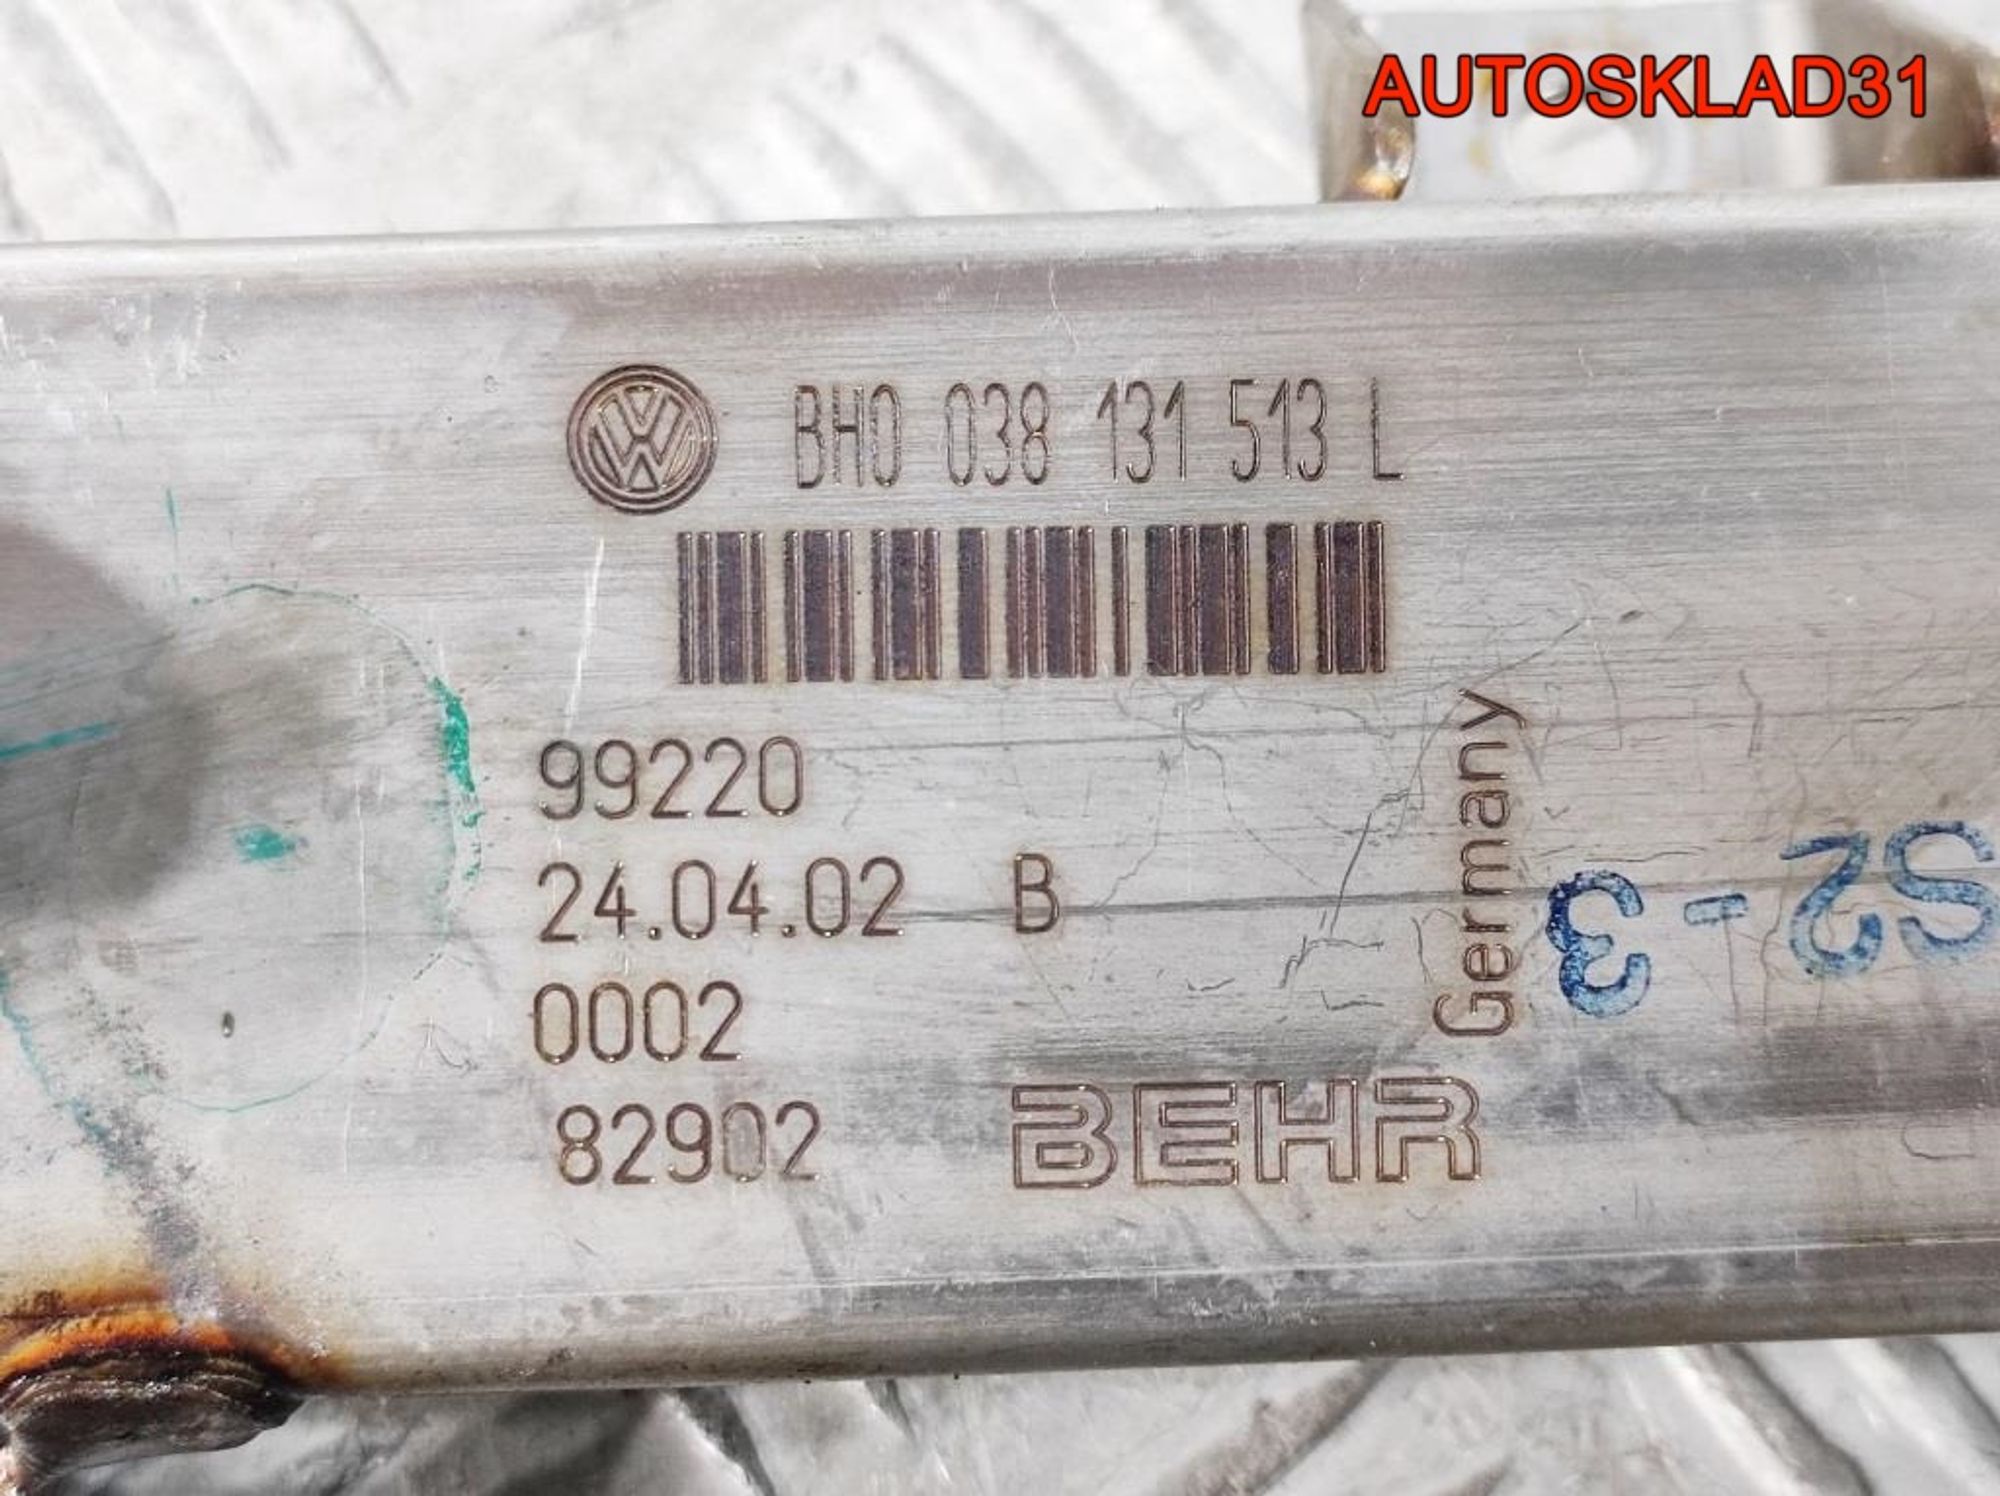 AUTOSKLAD31
BH0 038 131 513 L
99220
24.04.02 B
0002
82902
BEHR
Germany
S2-3